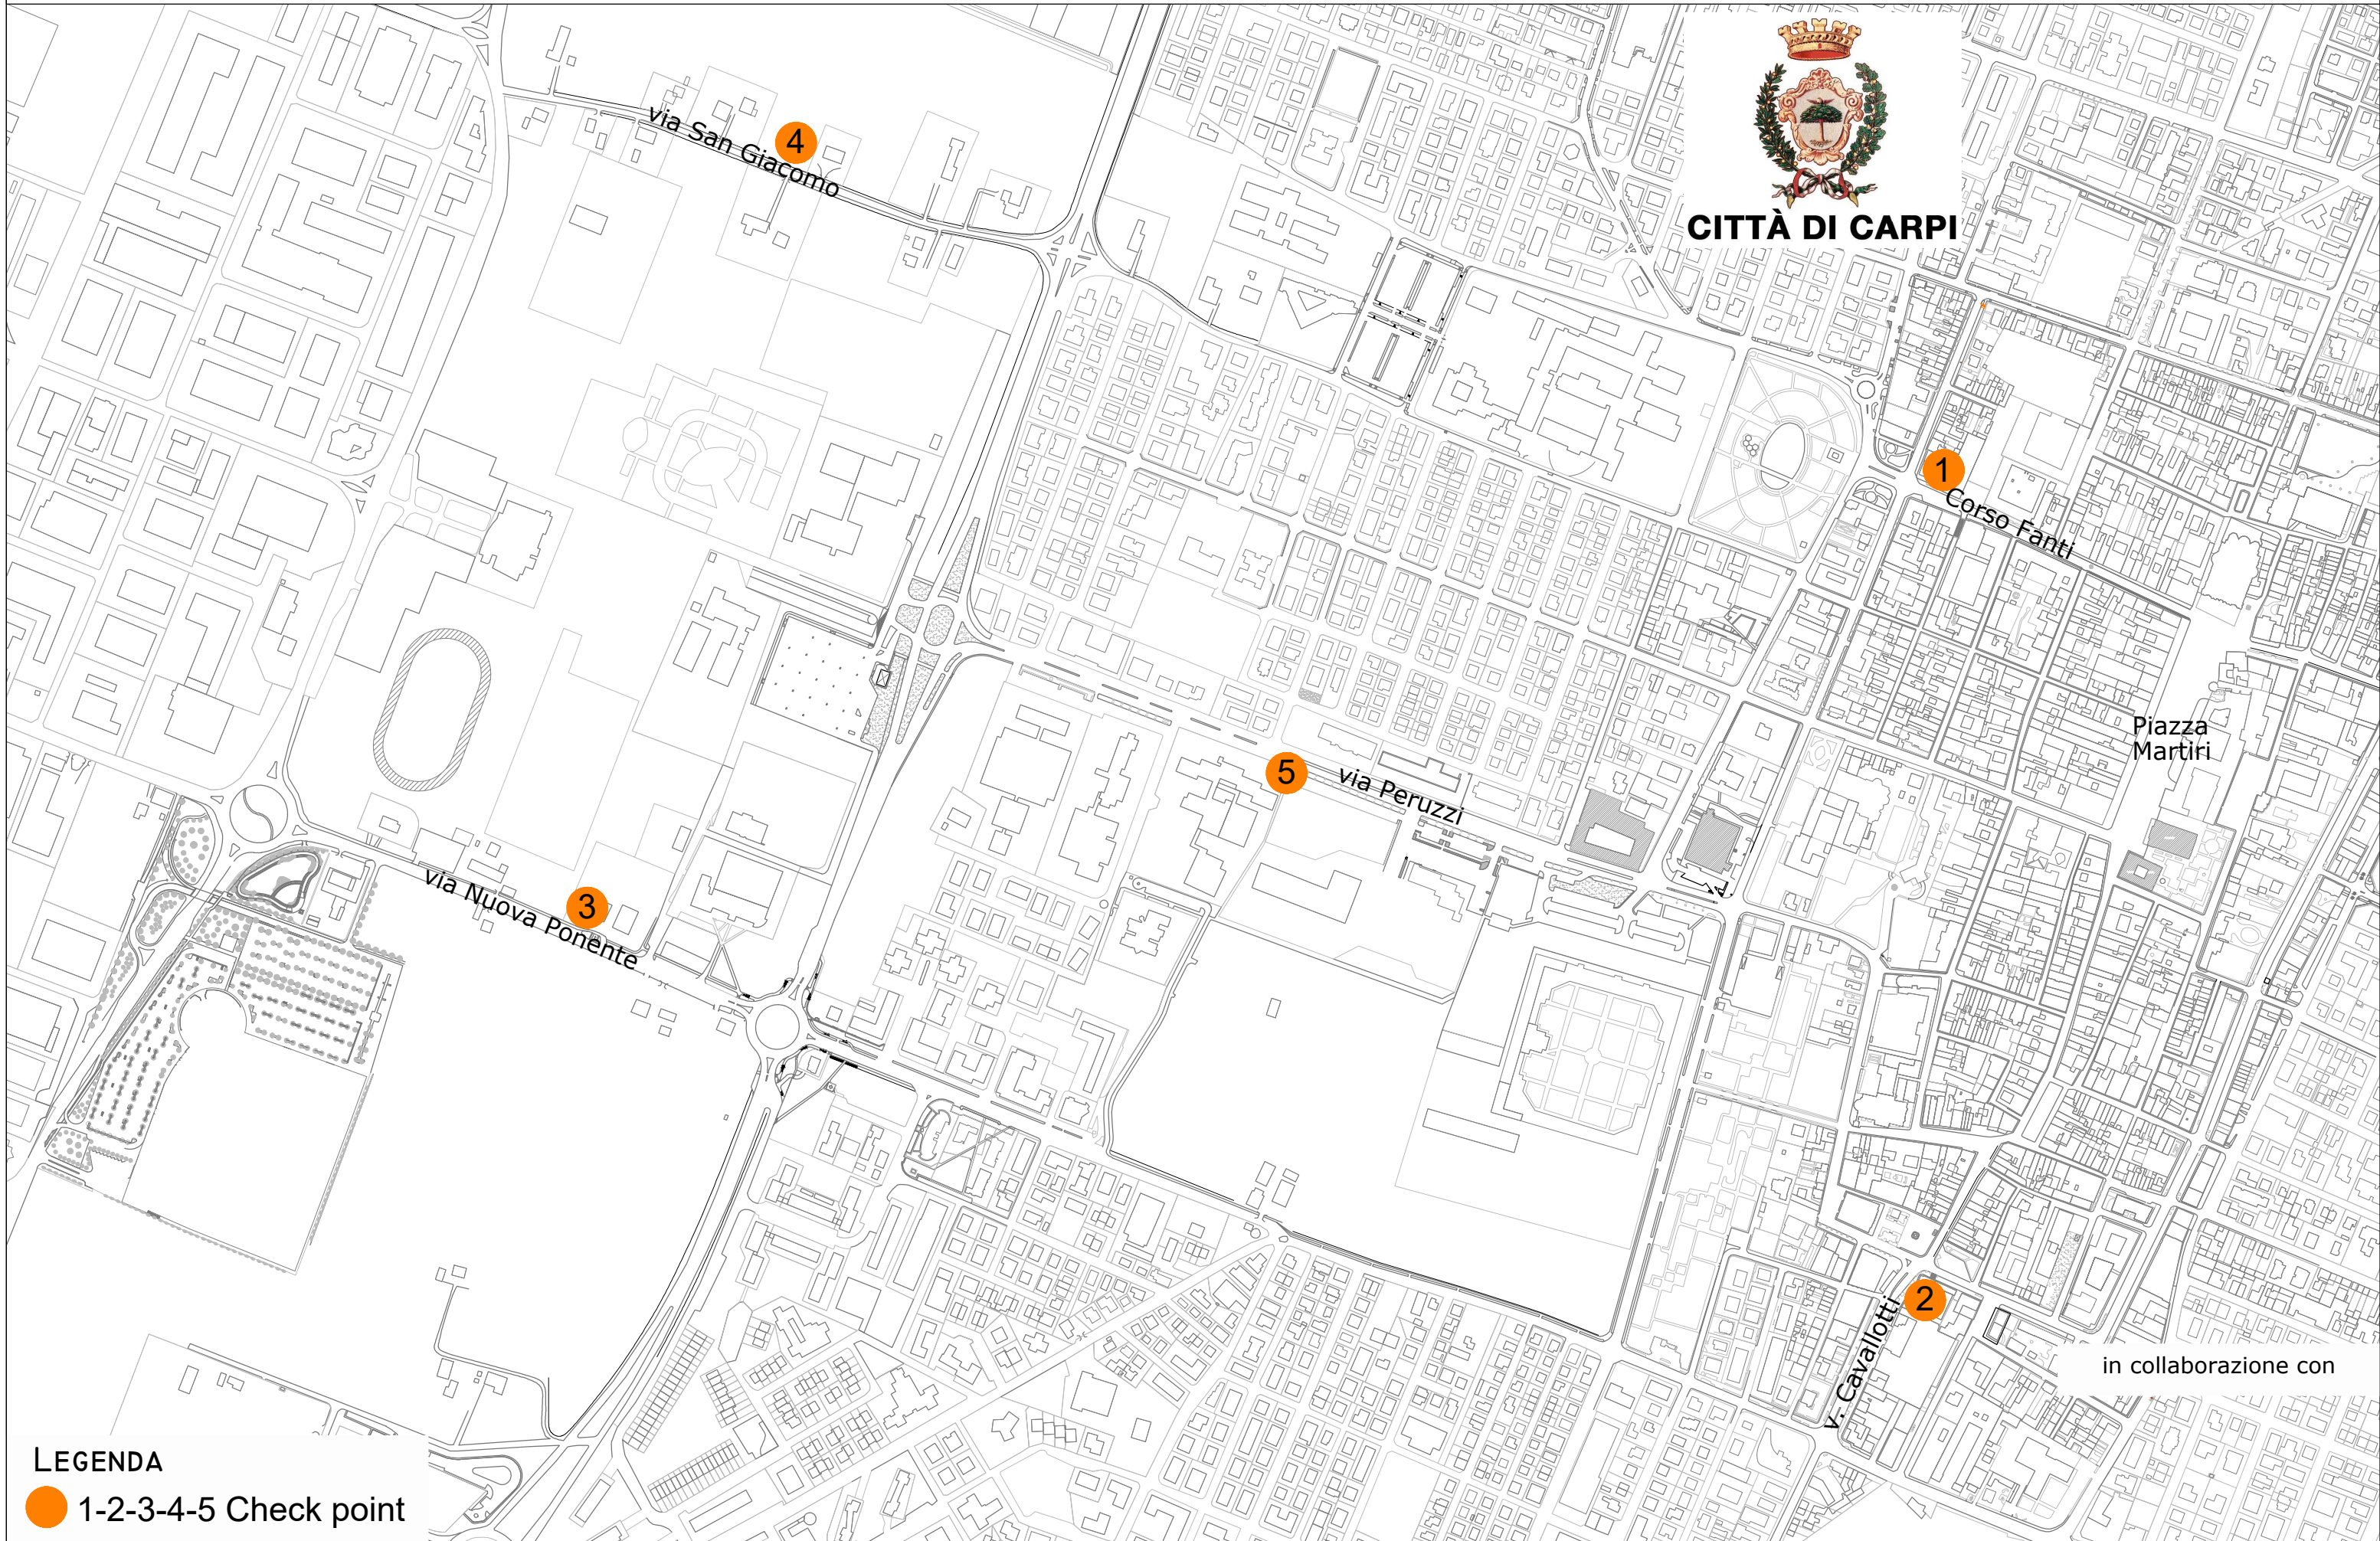 CITTÀ DI CARPI
via San Giacomo
4
1
Corso Fanti
Piazza
Martiri
5
via Peruzzi
via Nuova Ponente
3
2
v. Cavallotti
in collaborazione con
LEGENDA
1-2-3-4-5 Check point